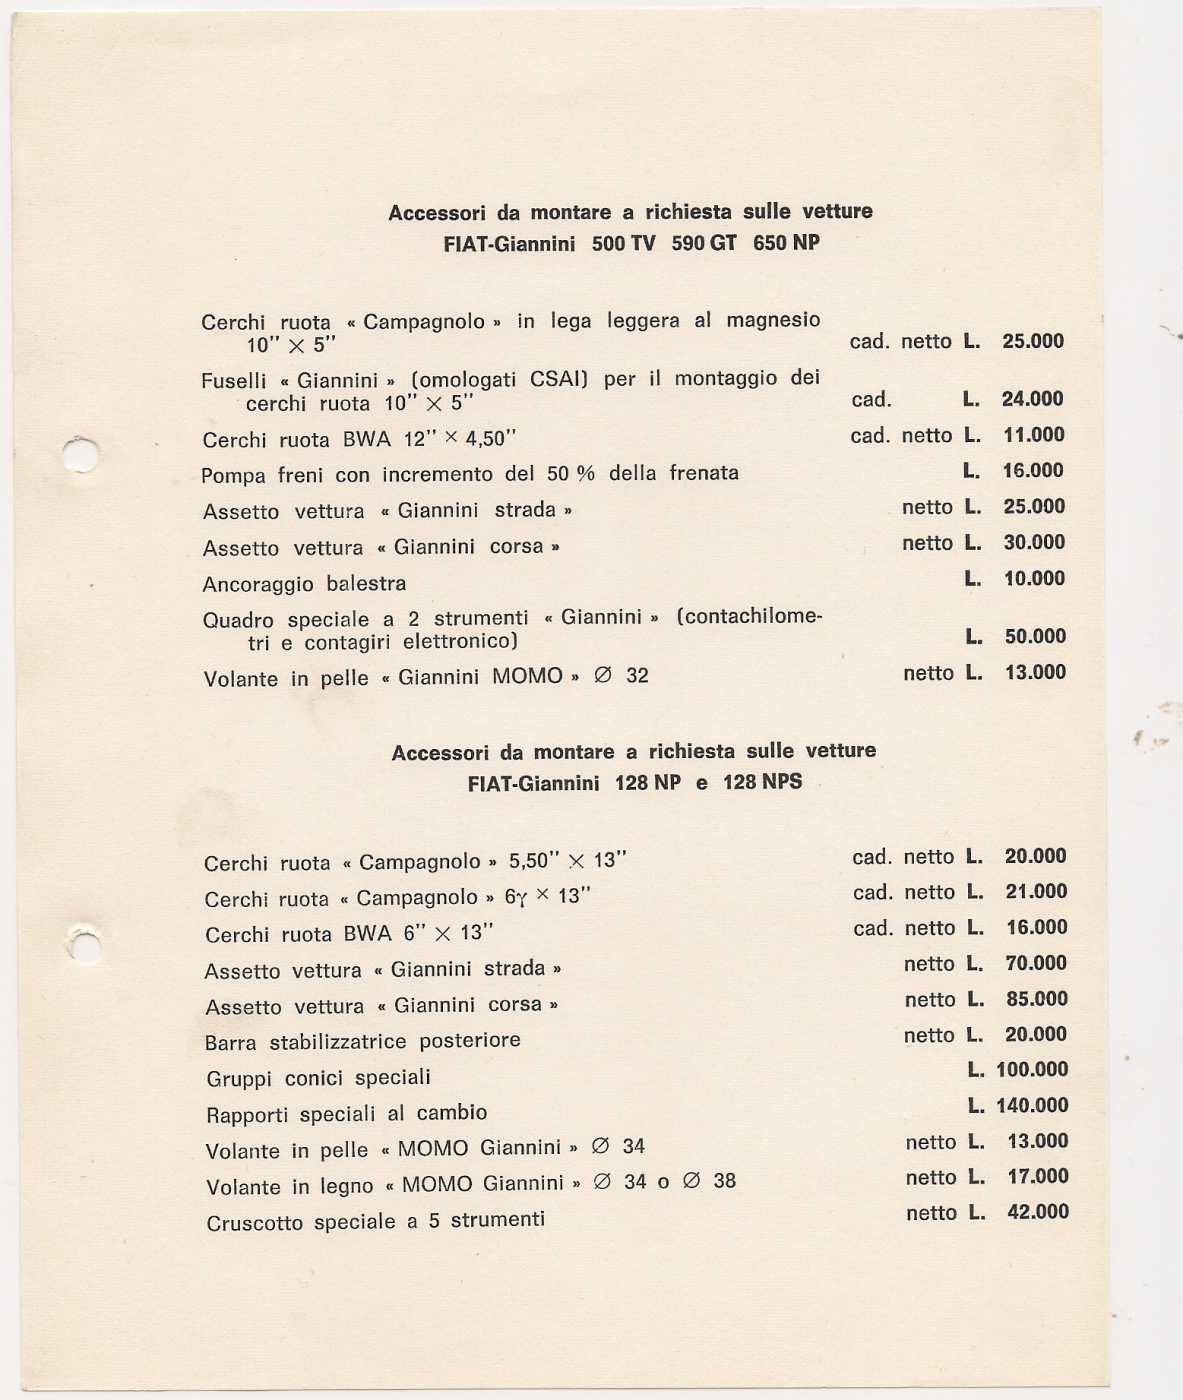 Accessori da montare a richiesta sulle vetture
FIAT-Giannini 500 TV 590 GT 650 NP
Cerchi ruota « Campagnolo » in lega leggera al magnesio
10’’ × 5’’ cad. netto L. 25.000
Fuselli « Giannini » (omologati CSAI) per il montaggio dei
cerchi ruota 10’’ × 5’’ cad. L. 24.000
Cerchi ruota BWA 12’’ × 4,50’’ cad. netto L. 11.000
Pompa freni con incremento del 50 % della frenata L. 16.000
Assetto vettura « Giannini strada » netto L. 25.000
Assetto vettura « Giannini corsa » netto L. 30.000
Ancoraggio balestra L. 10.000
Quadro speciale a 2 strumenti « Giannini » (contachilome-
tri e contagiri elettronico) L. 50.000
Volante in pelle « Giannini MOMO » Ø 32 netto L. 13.000
Accessori da montare a richiesta sulle vetture
FIAT-Giannini 128 NP e 128 NPS
Cerchi ruota « Campagnolo » 5,50’’ × 13’’ cad. netto L. 20.000
Cerchi ruota « Campagnolo » 6γ × 13’’ cad. netto L. 21.000
Cerchi ruota BWA 6’’ × 13’’ cad. netto L. 16.000
Assetto vettura « Giannini strada » netto L. 70.000
Assetto vettura « Giannini corsa » netto L. 85.000
Barra stabilizzatrice posteriore netto L. 20.000
Gruppi conici speciali L. 100.000
Rapporti speciali al cambio L. 140.000
Volante in pelle « MOMO Giannini » Ø 34 netto L. 13.000
Volante in legno « MOMO Giannini » Ø 34 o Ø 38 netto L. 17.000
Cruscotto speciale a 5 strumenti netto L. 42.000